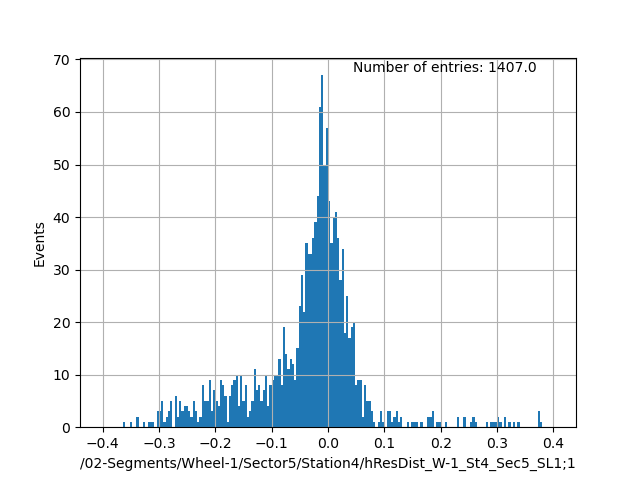 Number of entries: 1407.0
70
60
50
40
30
20
10
0
Events
−0.4 −0.3 −0.2 −0.1 0.0 0.1 0.2 0.3 0.4
/02-Segments/Wheel-1/Sector5/Station4/hResDist_W-1_St4_Sec5_SL1;1